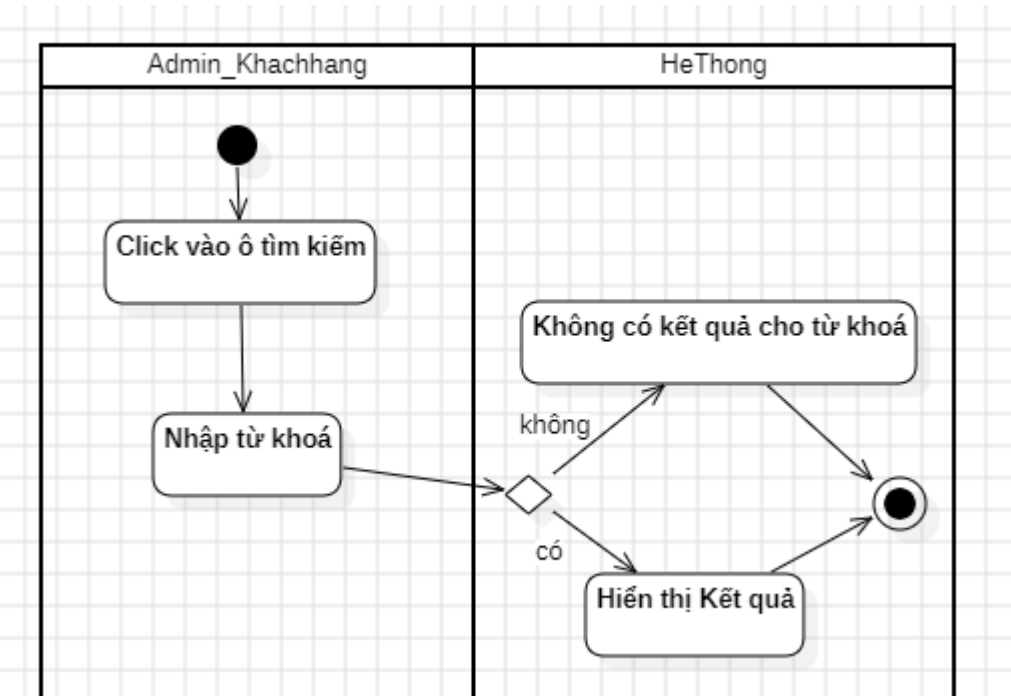 Admin_Khachhang
HeThong
Click vào ô tìm kiếm
Không có kết quả cho từ khoá
Nhập từ khoá
không
có
Hiển thị Kết quả